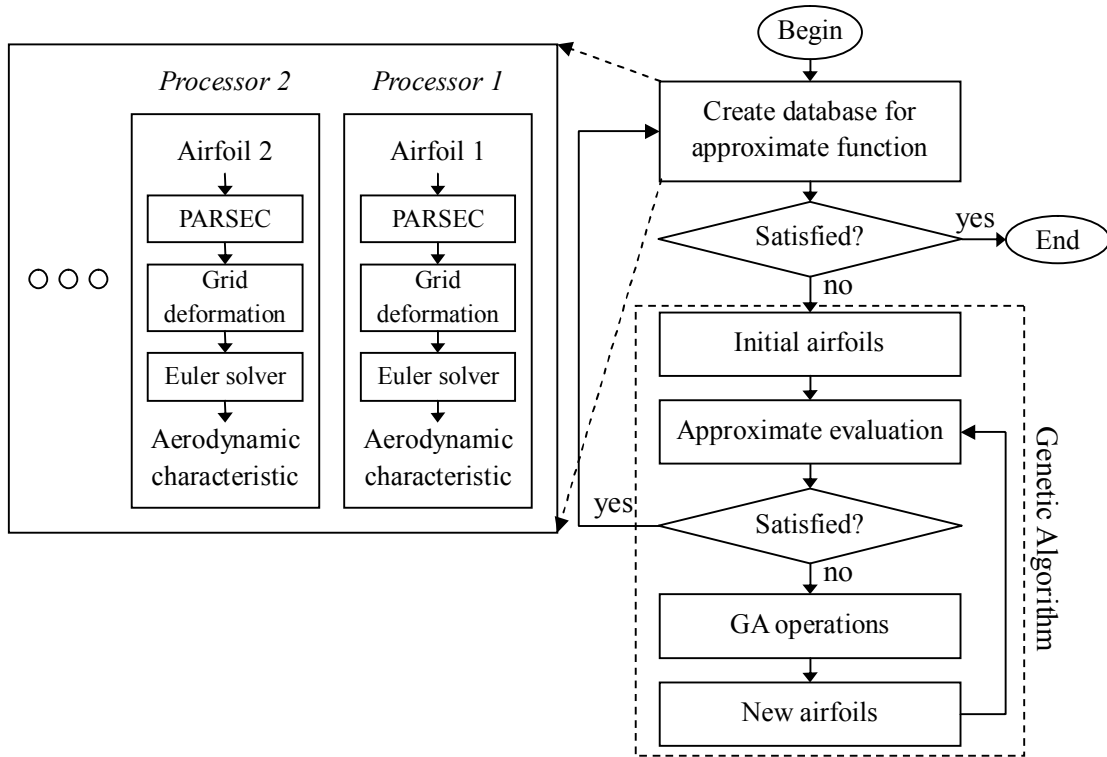 Begin
Processor 2
Processor 1
Create database for
approximate function
Airfoil 2
Airfoil 1
PARSEC
PARSEC
Satisfied?
yes
End
Grid
deformation
Grid
deformation
no
Initial airfoils
Euler solver
Euler solver
Approximate evaluation
Aerodynamic
characteristic
Aerodynamic
characteristic
yes
Satisfied?
Genetic Algorithm
no
GA operations
New airfoils